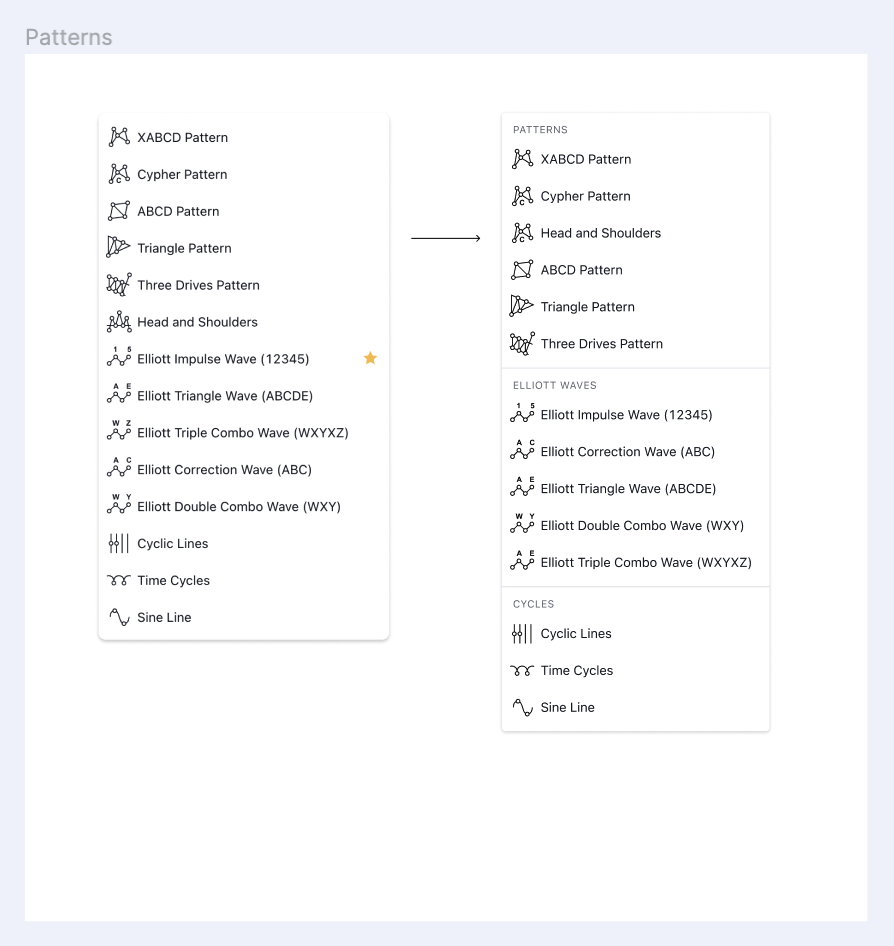 Patterns
XABCD Pattern
C
Cypher Pattern
ABCD Pattern
Triangle Pattern
Three Drives Pattern
Head and Shoulders
1 5
Elliott Impulse Wave (12345)
A E
Elliott Triangle Wave (ABCDE)
W Z
Elliott Triple Combo Wave (WXYXZ)
A C
Elliott Correction Wave (ABC)
W Y
Elliott Double Combo Wave (WXY)
Cyclic Lines
Time Cycles
Sine Line
PATTERNS
XABCD Pattern
C
Cypher Pattern
C
Head and Shoulders
ABCD Pattern
Triangle Pattern
Three Drives Pattern
ELLIOTT WAVES
1 5
Elliott Impulse Wave (12345)
A C
Elliott Correction Wave (ABC)
A E
Elliott Triangle Wave (ABCDE)
W Y
Elliott Double Combo Wave (WXY)
A E
Elliott Triple Combo Wave (WXYXZ)
CYCLES
Cyclic Lines
Time Cycles
Sine Line